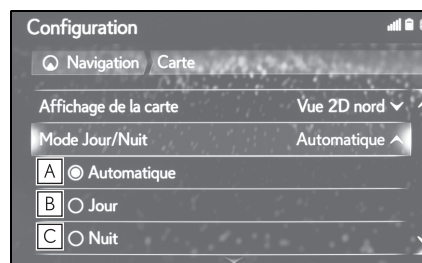 Configuration
Navigation Carte
Affichage de la carte Vue 2D nord
Mode Jour/Nuit Automatique
A Automatique
B Jour
C Nuit